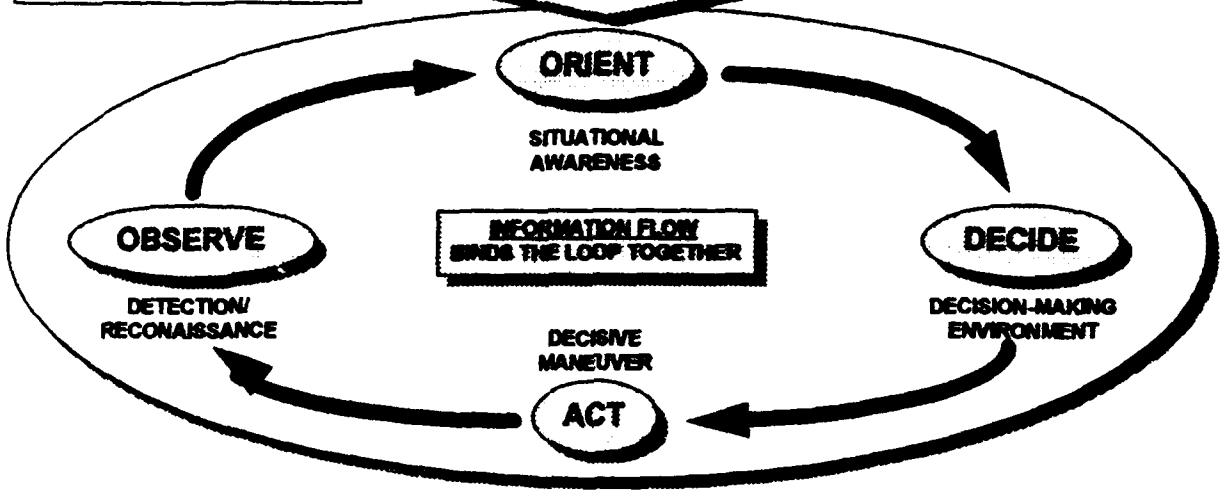 ORIENT
SITUATIONAL
AWARENESS
OBSERVE
INFORMATION FLOW
BINDS THE LOOP TOGETHER
DECIDE
DETECTION/
RECONAISSANCE
DECISION-MAKING
ENVIRONMENT
DECISIVE
MANEUVER
ACT